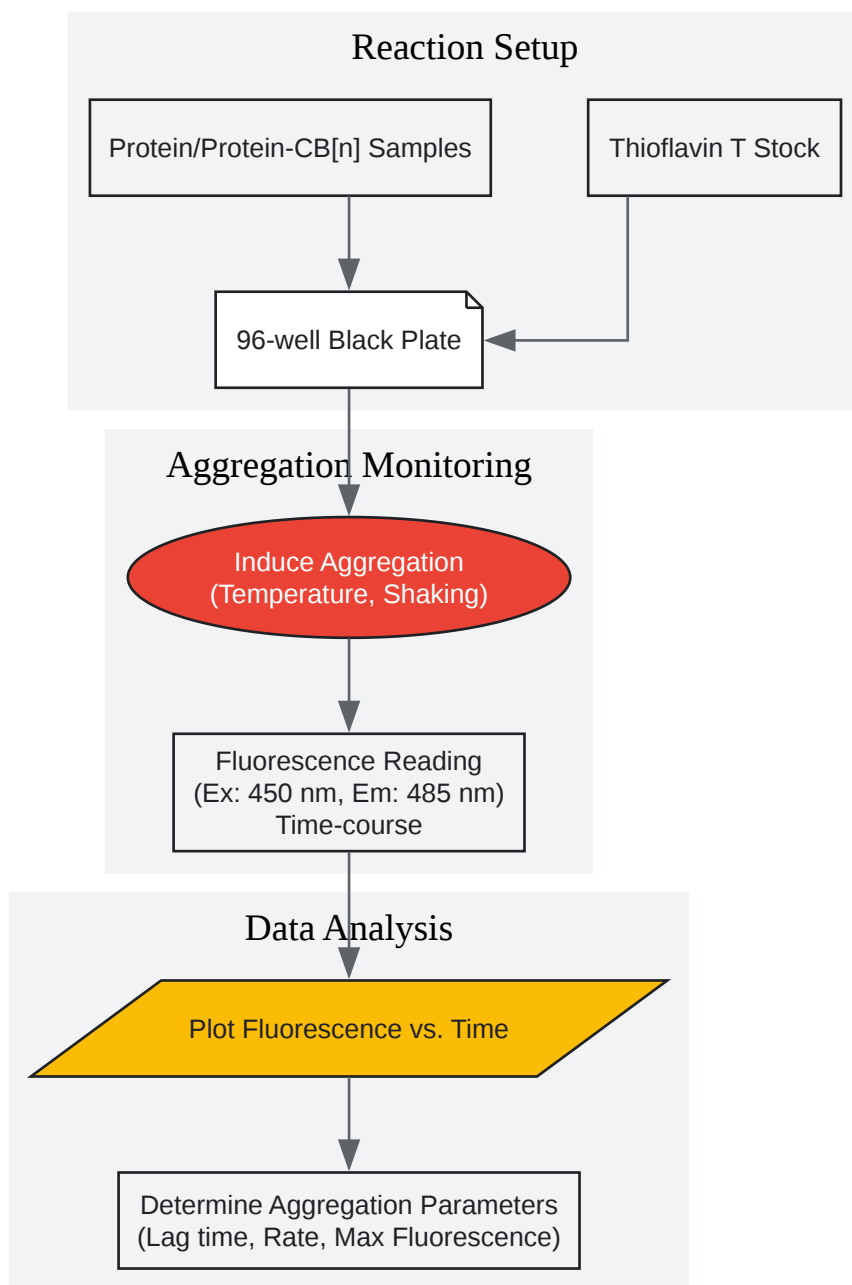 Reaction Setup
Protein/Protein-CB[n] Samples
Thioflavin T Stock
96-well Black Plate
Aggregation Monitoring
Induce Aggregation
(Temperature, Shaking)
Fluorescence Reading
(Ex: 450 nm, Em: 485 nm)
Time-course
Data Analysis
Plot Fluorescence vs. Time
Determine Aggregation Parameters
(Lag time, Rate, Max Fluorescence)